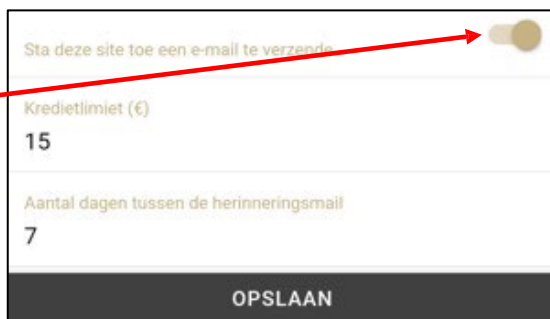 Sta deze site toe een e-mail te verzende
Kredietlimiet (€)
15
Aantal dagen tussen de herinneringsmail
7
OPSLAAN